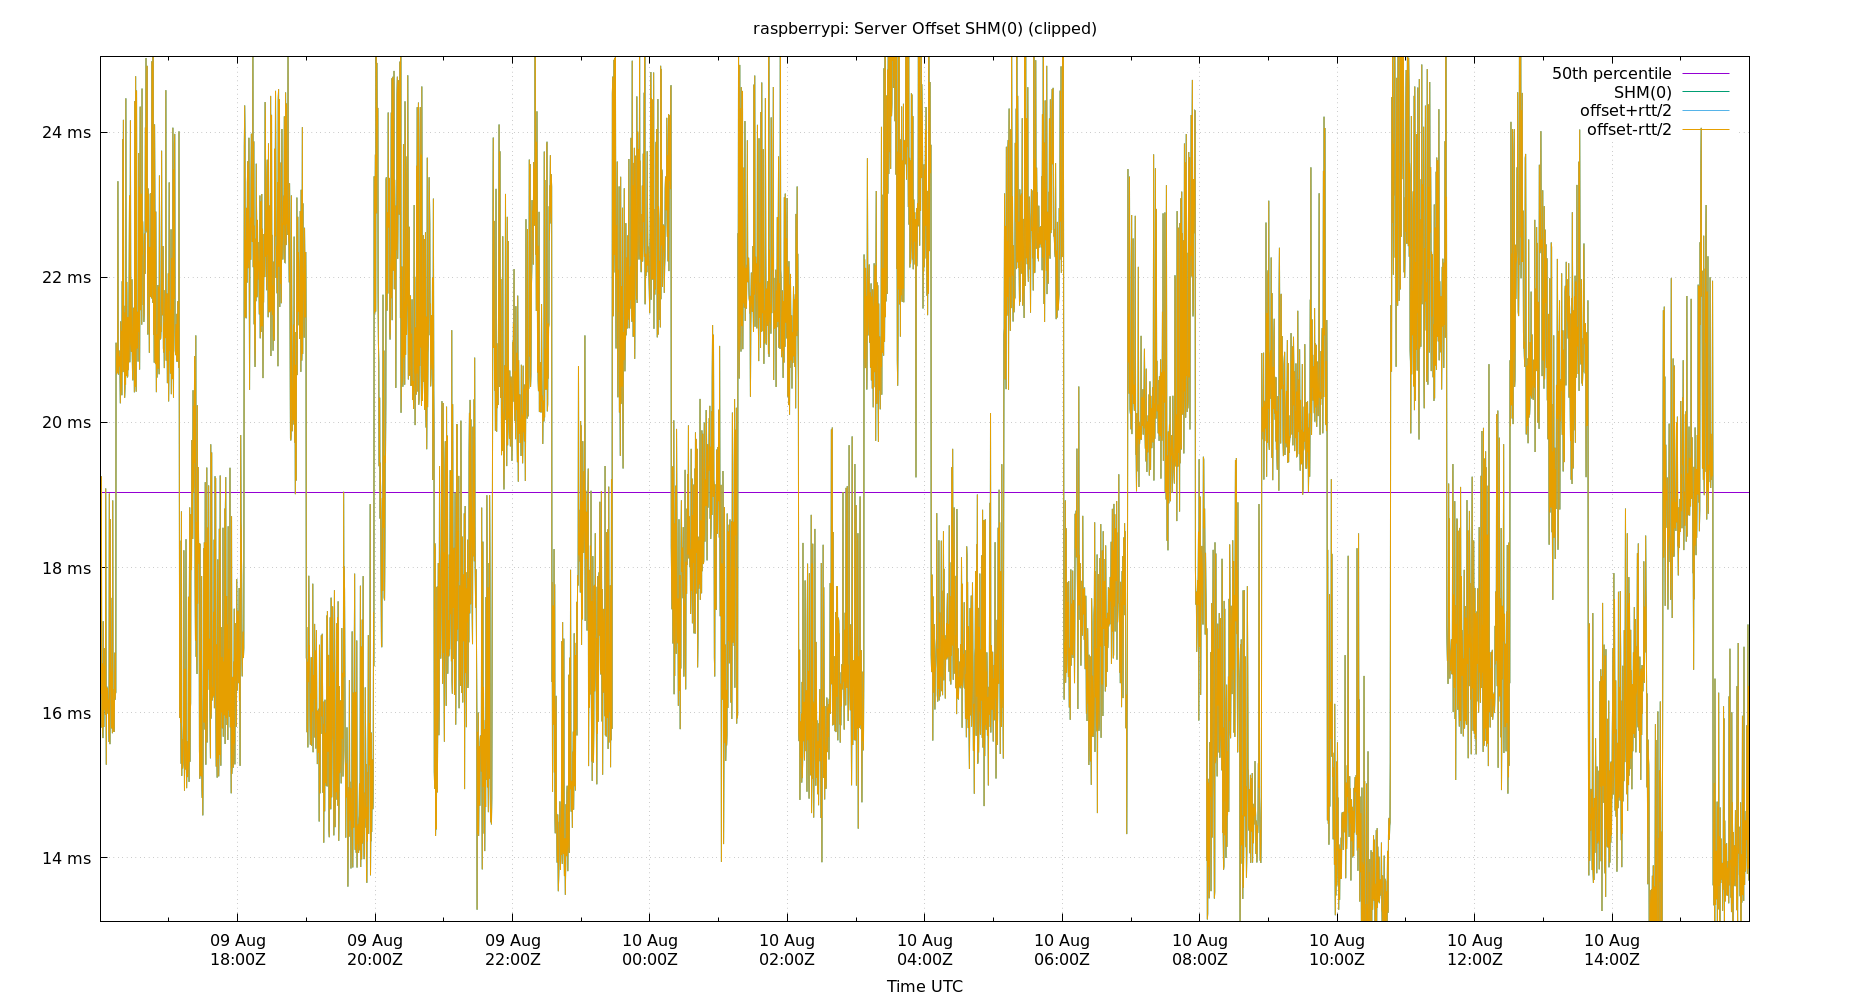 raspberrypi: Server Offset SHM(0) (clipped)
50th percentile
SHM(0)
offset+rtt/2
offset-rtt/2
24 ms
22 ms
20 ms
18 ms
16 ms
14 ms
09 Aug 09 Aug 09 Aug 10 Aug 10 Aug 10 Aug 10 Aug 10 Aug 10 Aug 10 Aug 10 Aug
18:00Z 20:00Z 22:00Z 00:00Z 02:00Z 04:00Z 06:00Z 08:00Z 10:00Z 12:00Z 14:00Z
Time UTC